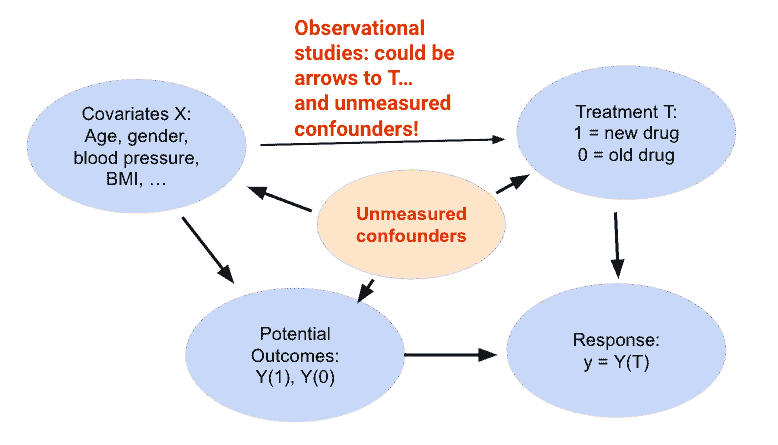 Observational
studies: could be
arrows to T...
and unmeasured
confounders!
Covariates X:
Age, gender,
blood pressure,
BMI, ...
Treatment T:
1 = new drug
0 = old drug
Unmeasured
confounders
Potential
Outcomes:
Y(1), Y(0)
Response:
y = Y(T)